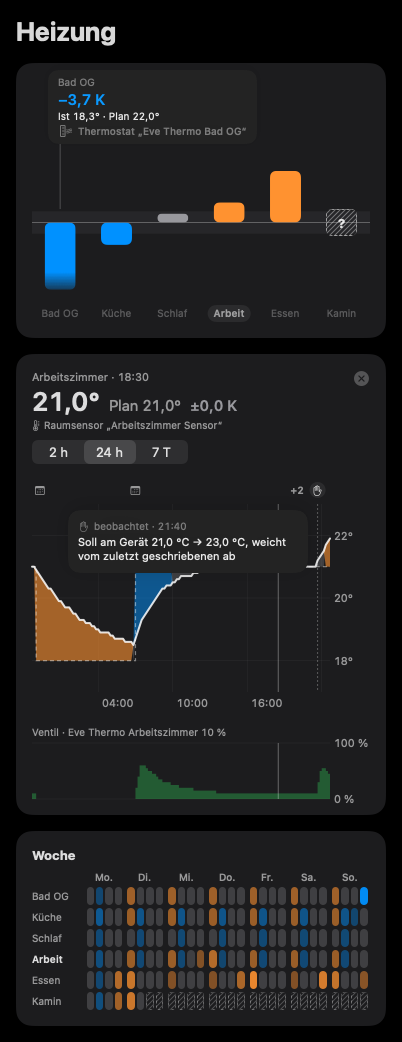 Heizung
Bad OG
−3,7 K
Ist 18,3° · Plan 22,0°
Thermostat „Eve Thermo Bad OG“
?
Bad OG Küche Schlaf Arbeit Essen Kamin
Arbeitszimmer · 18:30
21,0° Plan 21,0° ±0,0 K
Raumsensor „Arbeitszimmer Sensor“
2 h 24 h 7 T
+2
beobachtet · 21:40
Soll am Gerät 21,0 °C → 23,0 °C, weicht
vom zuletzt geschriebenen ab
22°
20°
18°
04:00 10:00 16:00
Ventil · Eve Thermo Arbeitszimmer 10 %
100 %
0 %
Woche
Mo. Di. Mi. Do. Fr. Sa. So.
Bad OG
Küche
Schlaf
Arbeit
Essen
Kamin